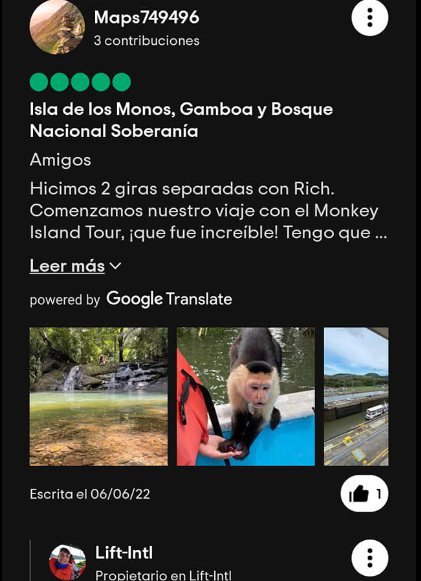 Maps749496
3 contribuciones
Isla de los Monos, Gamboa y Bosque
Nacional Soberanía
Amigos
Hicimos 2 giras separadas con Rich.
Comenzamos nuestro viaje con el Monkey
Island Tour, ¡que fue increíble! Tengo que ...
Leer más
powered by Google Translate
Escrita el 06/06/22
1
Lift-Intl
Propietario en Lift-Intl